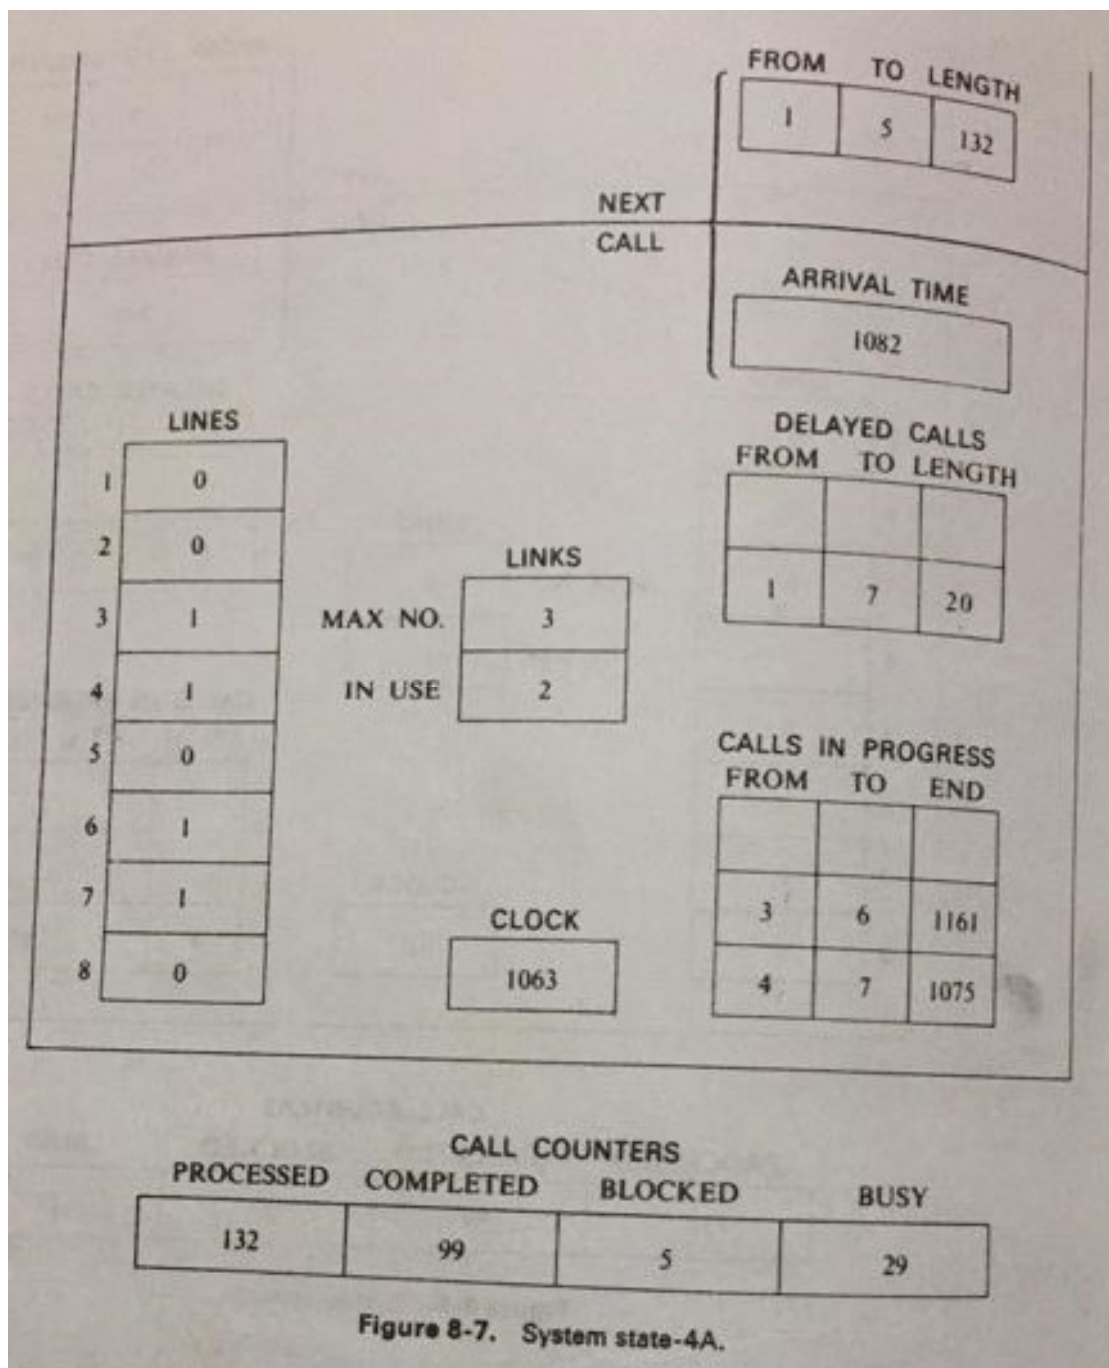 FROM TO LENGTH
1 5 132
NEXT
CALL
ARRIVAL TIME
1082
LINES
1 0
2 0
3 1
4 1
5 0
6 1
7 1
8 0
LINKS
MAX NO. 3
IN USE 2
CLOCK
1063
DELAYED CALLS
FROM TO LENGTH
1 7 20
CALLS IN PROGRESS
FROM TO END
3 6 1161
4 7 1075
CALL COUNTERS
PROCESSED COMPLETED BLOCKED BUSY
132 99 5 29
Figure 8-7. System state-4A.